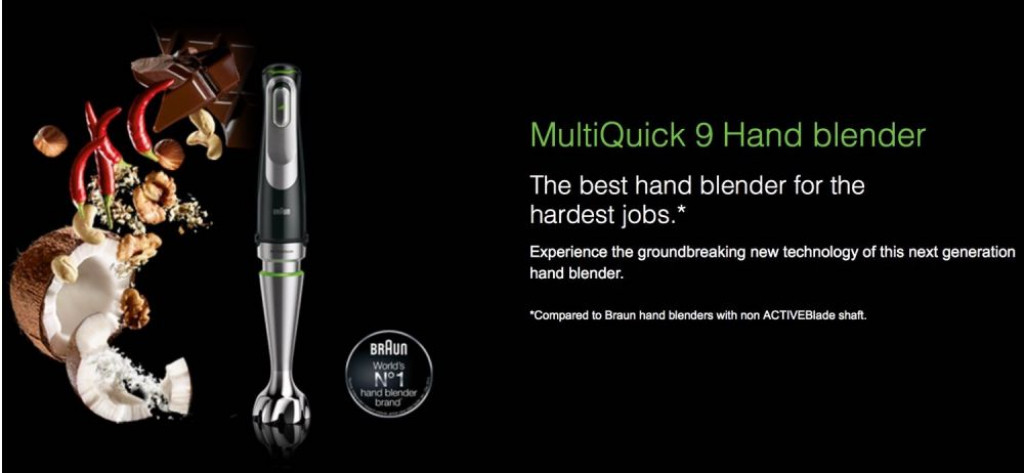 MultiQuick 9 Hand blender
The best hand blender for the
hardest jobs.*
Experience the groundbreaking new technology of this next generation
hand blender.
*Compared to Braun hand blenders with non ACTIVEBlade shaft.
BRAUN
BRAUN
World's
N°1
hand blender
brand